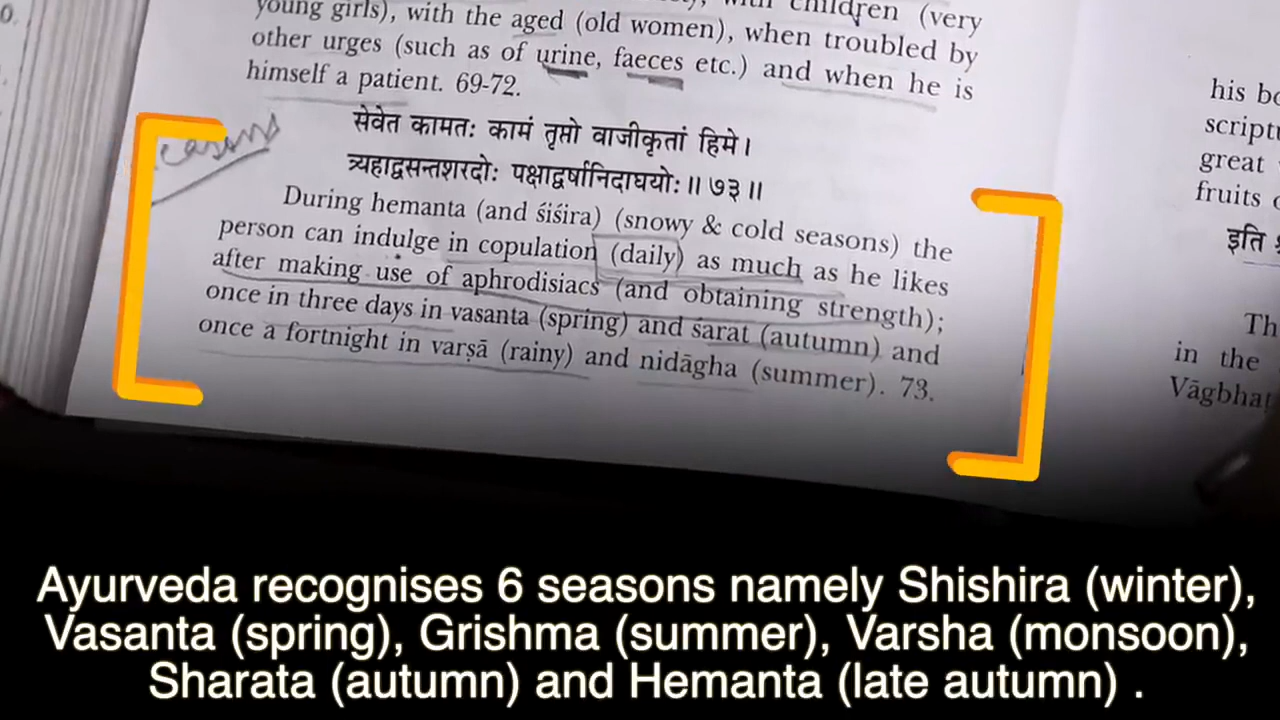 children (very
young girls), with the aged (old women), when troubled by
other urges (such as of urine, faeces etc.) and when he is
himself a patient. 69-72.
सेवेत कामतः कामं तृप्तो वाजीकृतां हिमे।
त्र्यहाद्वसन्तशरदोः पक्षाद्वर्षानिदाघयोः॥७३॥
During hemanta (and śiśira) (snowy & cold seasons) the
person can indulge in copulation (daily) as much as he likes
after making use of aphrodisiacs (and obtaining strength);
once in three days in vasanta (spring) and śarat (autumn) and
once a fortnight in varṣā (rainy) and nidāgha (summer). 73.
his
great
fruits
इति
in the
Ayurveda recognises 6 seasons namely Shishira (winter),
Vasanta (spring), Grishma (summer), Varsha (monsoon),
Sharata (autumn) and Hemanta (late autumn) .